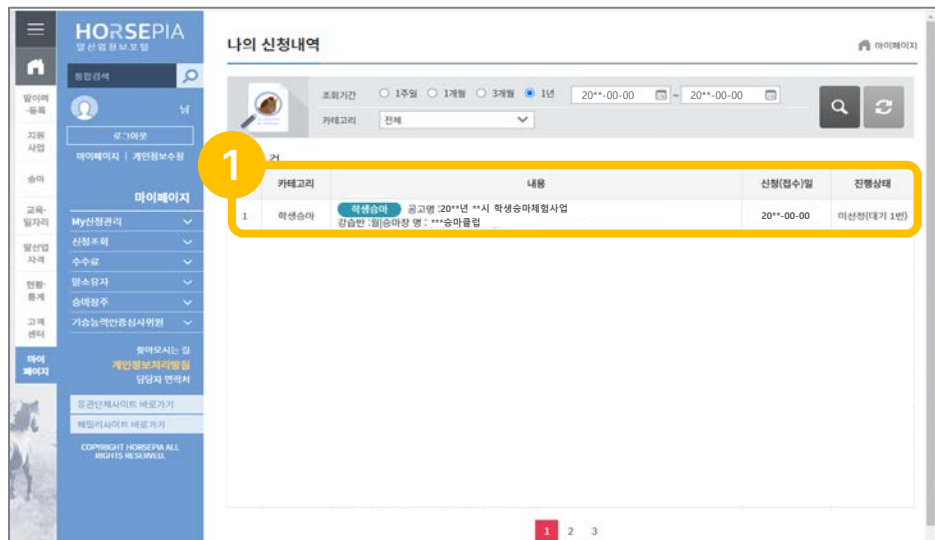 HORSEPIA
말산업정보포털
통합검색
님
로그아웃
마이페이지 | 개인정보수정
마이페이지
My신청관리
신청조회
수수료
말소유자
승마장주
기승능력인증심사위원
찾아오시는 길
개인정보처리방침
담당자 연락처
유관단체사이트 바로가기
패밀리사이트 바로가기
COPYRIGHT HORSEPIA ALL
RIGHTS RESERVED.
말이력
·등록
지원
사업
승마
교육·
일자리
말산업
자격
현황·
통계
고객
센터
마이
페이지
나의 신청내역
마이페이지
조회기간 1주일 1개월 3개월 1년 20**-00-00 ~ 20**-00-00
카테고리 전체
1
건
카테고리 내용 신청(접수)일 진행상태
1 학생승마 학생승마 공고명 :20**년 **시 학생승마체험사업 20**-00-00 미선정(대기 1번)
강습반 :월|승마장 명 : ***승마클럽
1 2 3